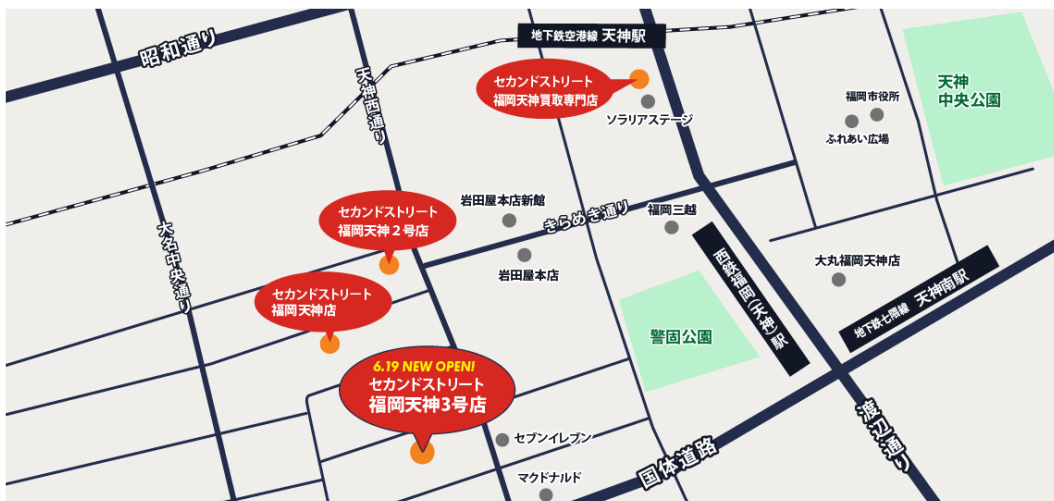 昭和通り
地下鉄空港線 天神駅
天神西通り
セカンドストリート
福岡天神買取専門店
ソラリアステージ
福岡市役所
ふれあい広場
天神
中央公園
大名中央通り
セカンドストリート
福岡天神2号店
岩田屋本店新館
きらめき通り
岩田屋本店
福岡三越
西鉄福岡(天神)駅
大丸福岡天神店
地下鉄七隈線 天神南駅
セカンドストリート
福岡天神店
警固公園
6.19 NEW OPEN!
セカンドストリート
福岡天神3号店
セブンイレブン
マクドナルド
国体道路
渡辺通り